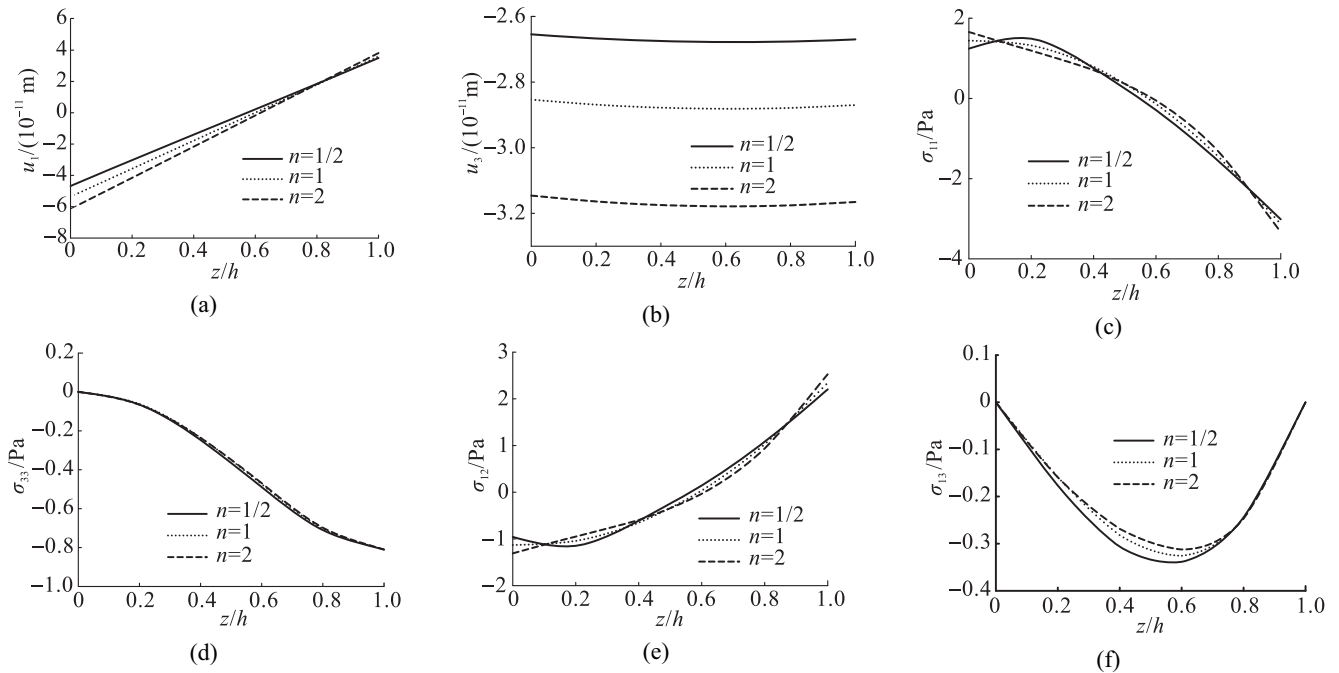 6
4
2
0
−2
−4
−6
−8
u₁/(10⁻¹¹ m)
n=1/2
n=1
n=2
0 0.2 0.4 0.6 0.8 1.0
z/h
(a)
−2.6
−2.8
−3.0
−3.2
u₃/(10⁻¹¹m)
n=1/2
n=1
n=2
0 0.2 0.4 0.6 0.8 1.0
z/h
(b)
2
0
−2
−4
σ₁₁/Pa
n=1/2
n=1
n=2
0 0.2 0.4 0.6 0.8 1.0
z/h
(c)
0.2
0
−0.2
−0.4
−0.6
−0.8
−1.0
σ₃₃/Pa
n=1/2
n=1
n=2
0 0.2 0.4 0.6 0.8 1.0
z/h
(d)
3
2
1
0
−1
−2
σ₁₂/Pa
n=1/2
n=1
n=2
0 0.2 0.4 0.6 0.8 1.0
z/h
(e)
0.1
0
−0.1
−0.2
−0.3
−0.4
σ₁₃/Pa
n=1/2
n=1
n=2
0 0.2 0.4 0.6 0.8 1.0
z/h
(f)